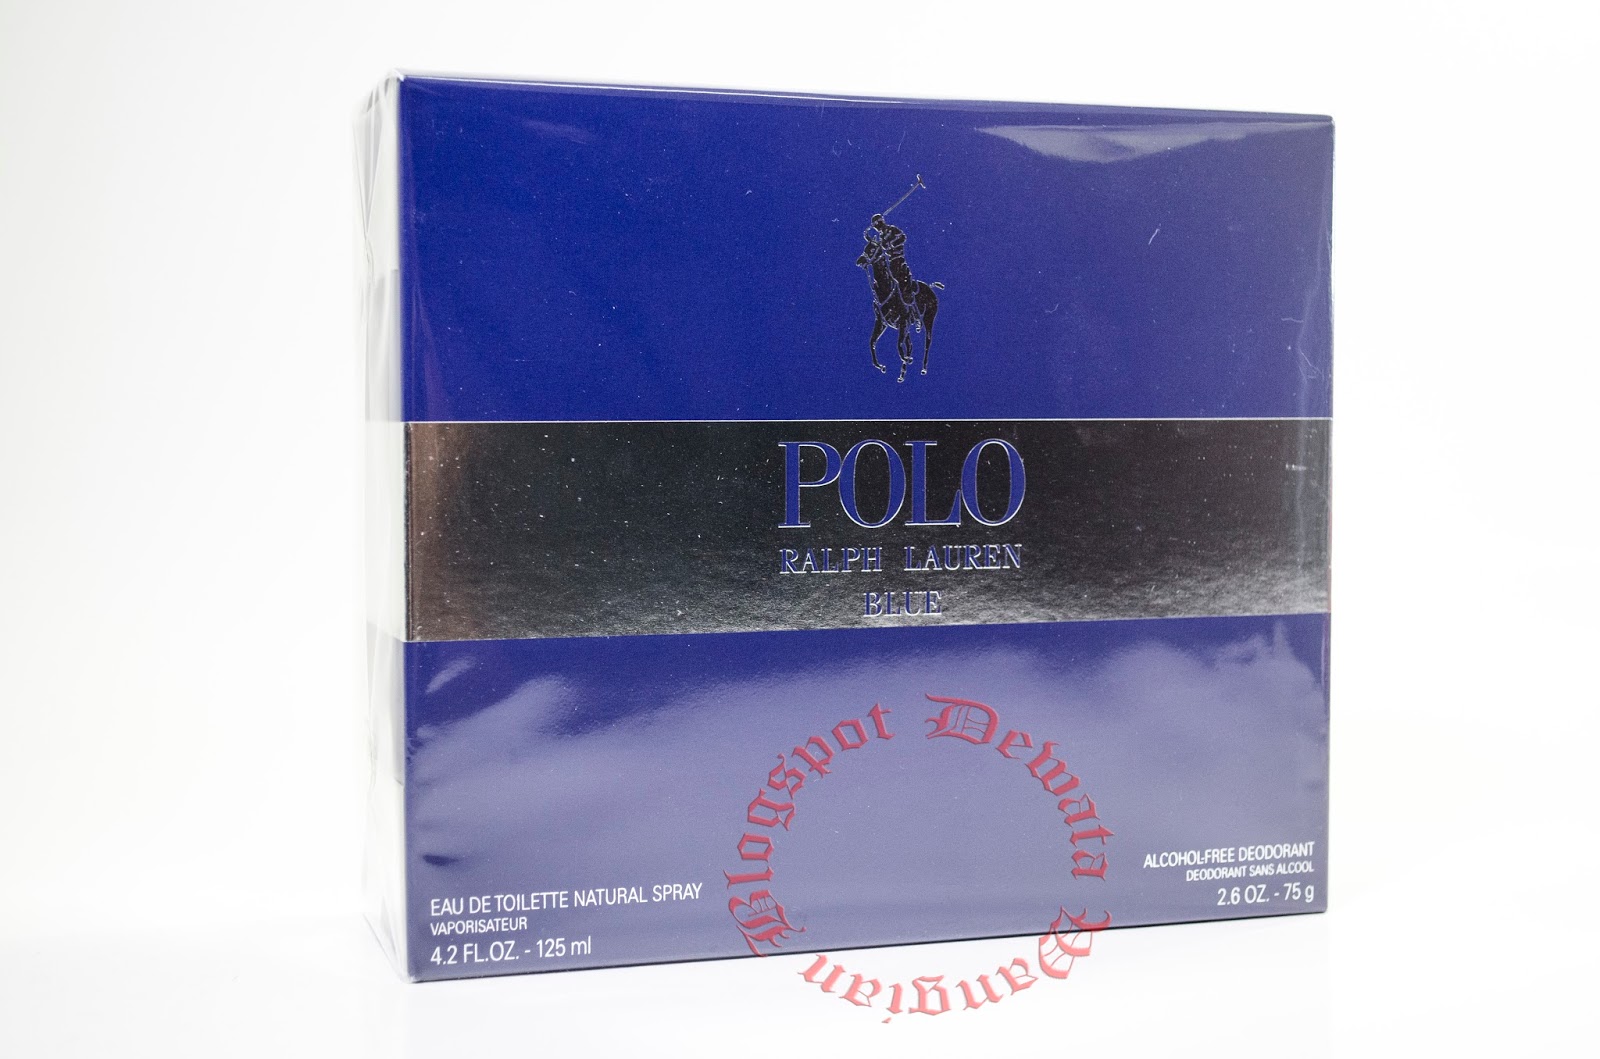 POLO
RALPH LAUREN
BLUE
EAU DE TOILETTE NATURAL SPRAY
VAPORISATEUR
4.2 FL.OZ. - 125 ml
ALCOHOL-FREE DEODORANT
DEODORANT SANS ALCOOL
2.6 OZ. - 75 g
Blogspot Dewata Wangian